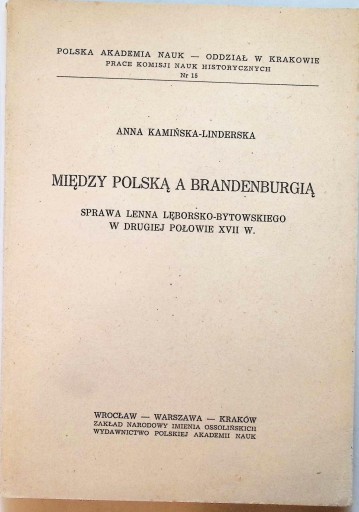 POLSKA AKADEMIA NAUK — ODDZIAŁ W KRAKOWIE
PRACE KOMISJI NAUK HISTORYCZNYCH
Nr 15
ANNA KAMIŃSKA-LINDERSKA
MIĘDZY POLSKĄ A BRANDENBURGIĄ
SPRAWA LENNA LĘBORSKO-BYTOWSKIEGO
W DRUGIEJ POŁOWIE XVII W.
WROCŁAW — WARSZAWA — KRAKÓW
ZAKŁAD NARODOWY IMIENIA OSSOLIŃSKICH
WYDAWNICTWO POLSKIEJ AKADEMII NAUK